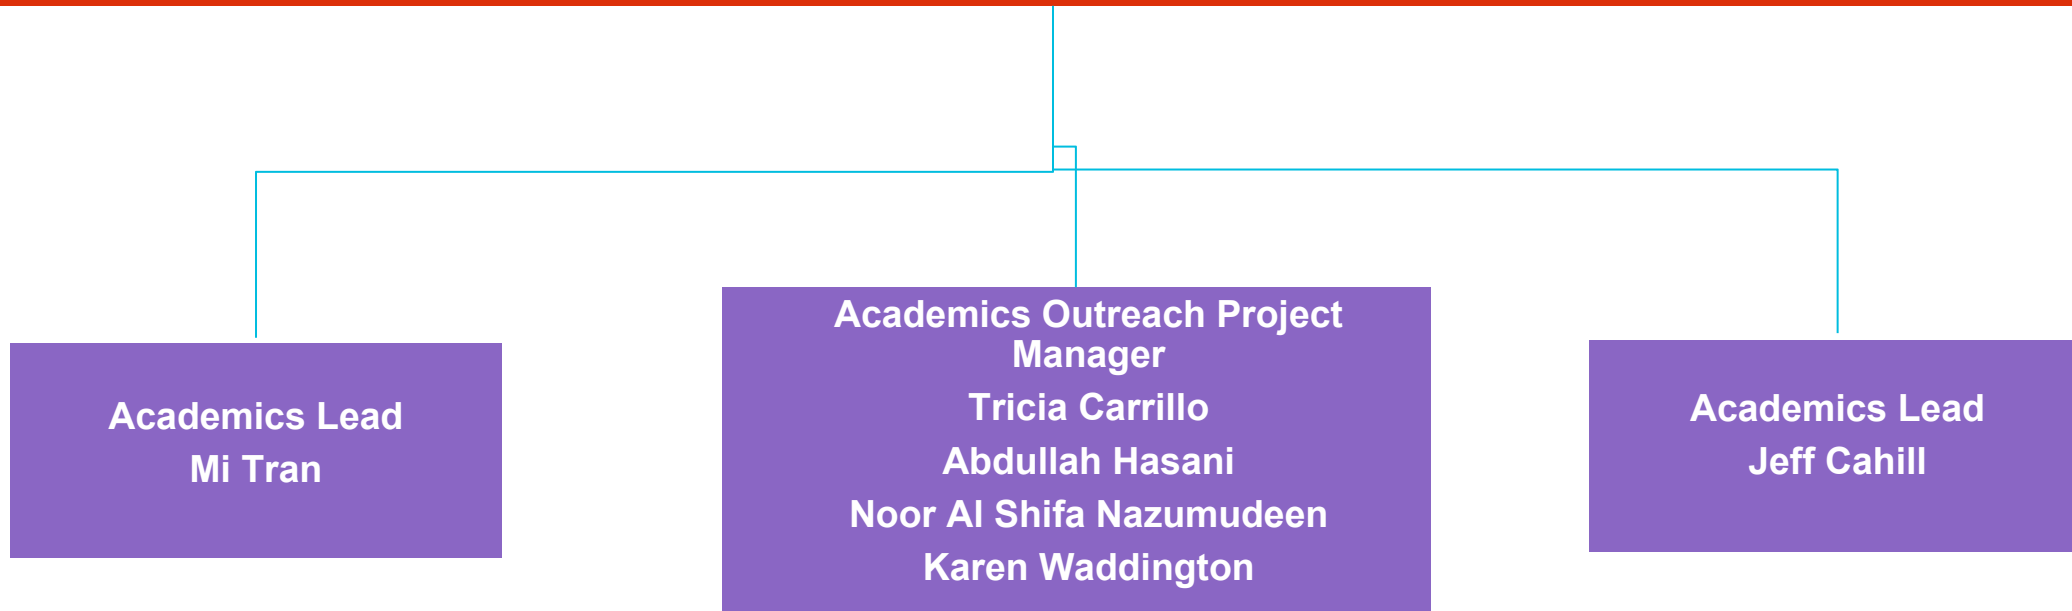 Academics Lead
Mi Tran
Academics Outreach Project
Manager
Tricia Carrillo
Abdullah Hasani
Noor Al Shifa Nazumudeen
Karen Waddington
Academics Lead
Jeff Cahill